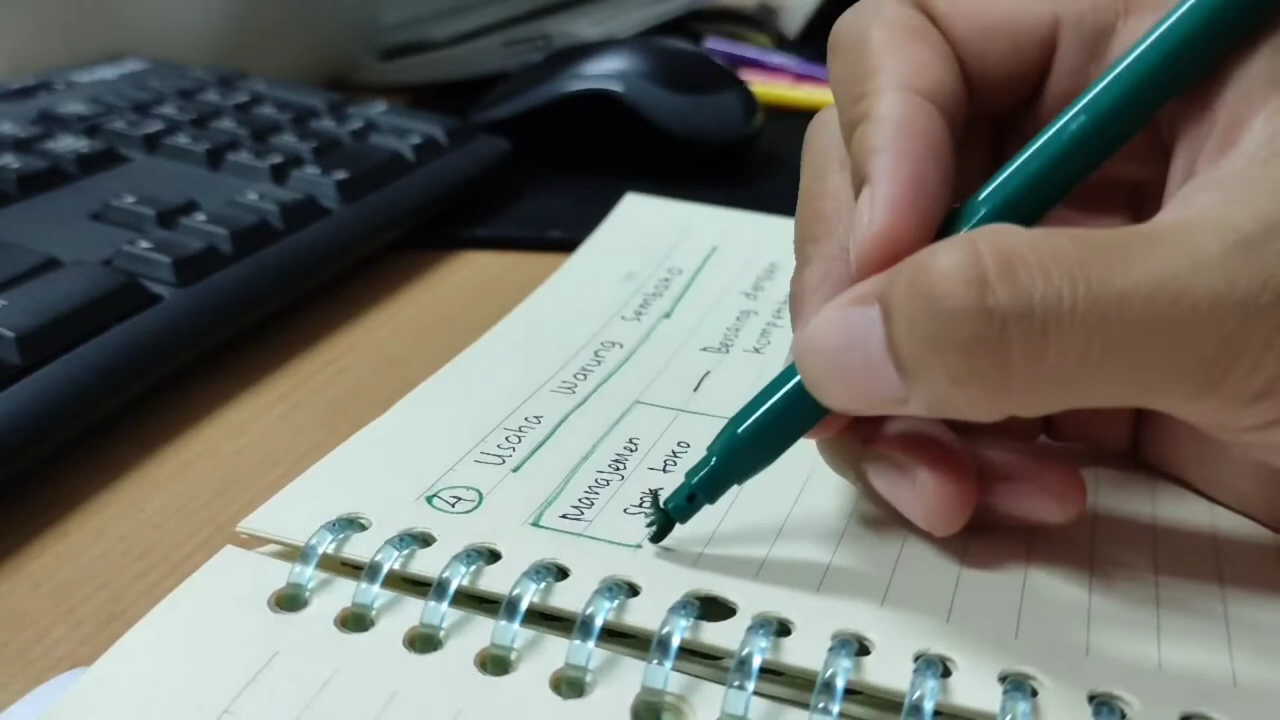 4 Usaha Warung Sembako
Manajemen
Stok toko
— Bersaing dengan